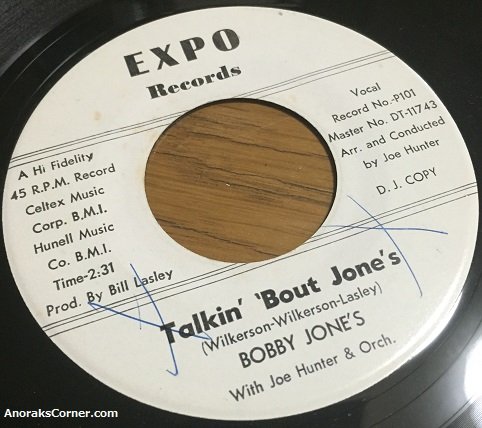 EXPO
Records
A Hi Fidelity
45 R.P.M. Record
Celtex Music
Corp. B.M.I.
Hunell Music
Co. B.M.I.
Time-2:31
Prod. By Bill Lasley
Vocal
Record No.-P101
Master No. DT-11743
Arr. and Conducted
by Joe Hunter
D.J. COPY
Talkin' 'Bout Jone's
(Wilkerson-Wilkerson-Lasley)
BOBBY JONE'S
With Joe Hunter & Orch.
AnoraksCorner.com